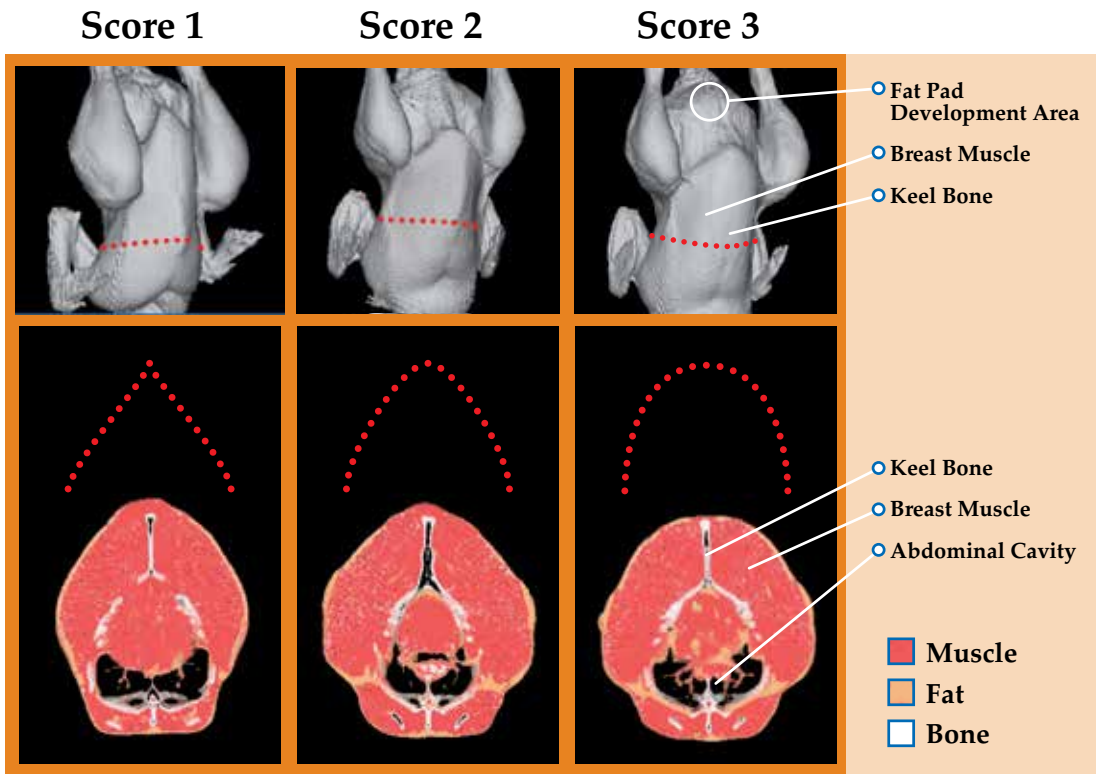 Score 1
Score 2
Score 3
Fat Pad
Development Area
Breast Muscle
Keel Bone
Keel Bone
Breast Muscle
Abdominal Cavity
Muscle
Fat
Bone